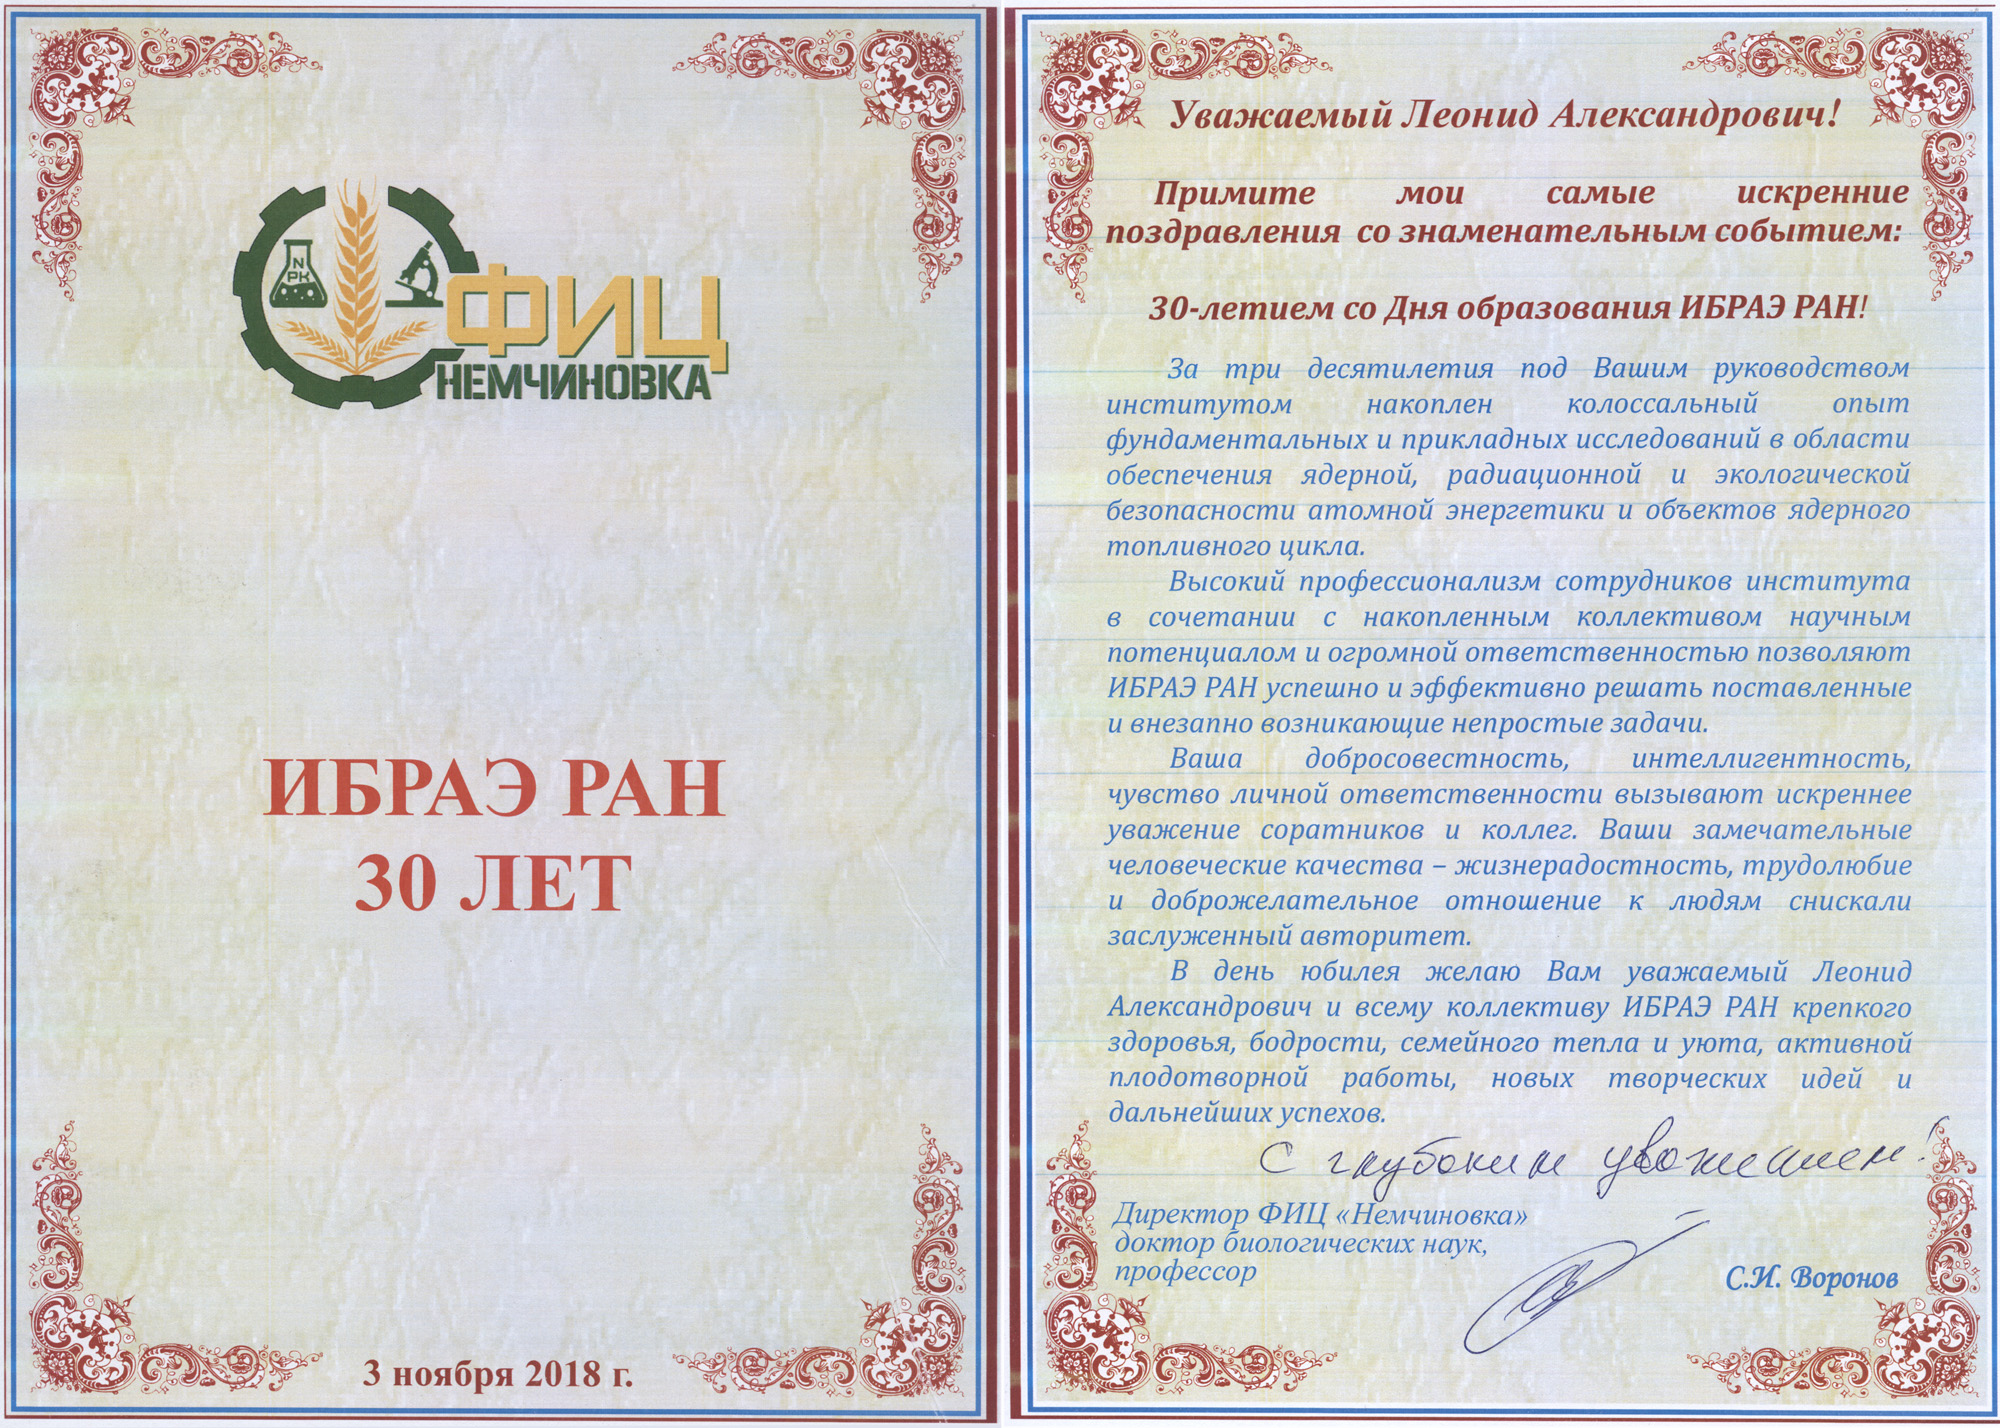 N
PK
ФИЦ
НЕМЧИНОВКА
ИБРАЭ РАН
30 ЛЕТ
3 ноября 2018 г.
Уважаемый Леонид Александрович!
Примите мои самые искренние
поздравления со знаменательным событием:
30-летием со Дня образования ИБРАЭ РАН!
За три десятилетия под Вашим руководством
институтом накоплен колоссальный опыт
фундаментальных и прикладных исследований в области
обеспечения ядерной, радиационной и экологической
безопасности атомной энергетики и объектов ядерного
топливного цикла.
Высокий профессионализм сотрудников института
в сочетании с накопленным коллективом научным
потенциалом и огромной ответственностью позволяют
ИБРАЭ РАН успешно и эффективно решать поставленные
и внезапно возникающие непростые задачи.
Ваша добросовестность, интеллигентность,
чувство личной ответственности вызывают искреннее
уважение соратников и коллег. Ваши замечательные
человеческие качества – жизнерадостность, трудолюбие
и доброжелательное отношение к людям снискали
заслуженный авторитет.
В день юбилея желаю Вам уважаемый Леонид
Александрович и всему коллективу ИБРАЭ РАН крепкого
здоровья, бодрости, семейного тепла и уюта, активной
плодотворной работы, новых творческих идей и
дальнейших успехов.
С глубоким уважением!
Директор ФИЦ «Немчиновка»
доктор биологических наук,
профессор
С.И. Воронов